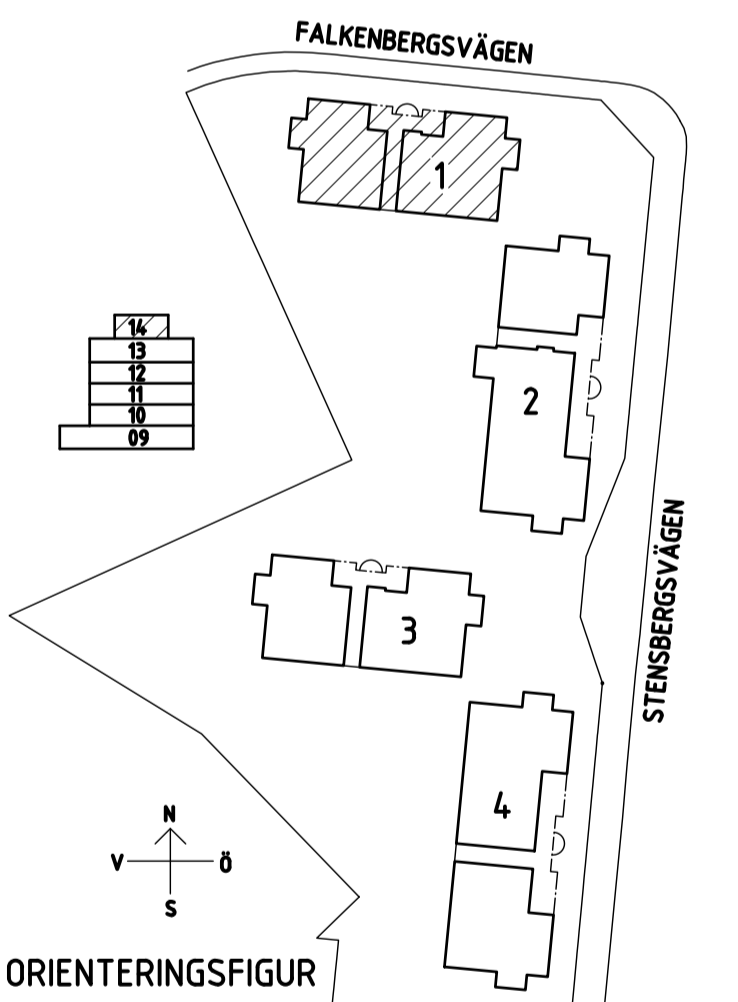 FALKENBERGSVÄGEN
1
14
13
12
11
10
09
2
STENSBERGSVÄGEN
3
4
N
V Ö
S
ORIENTERINGSFIGUR